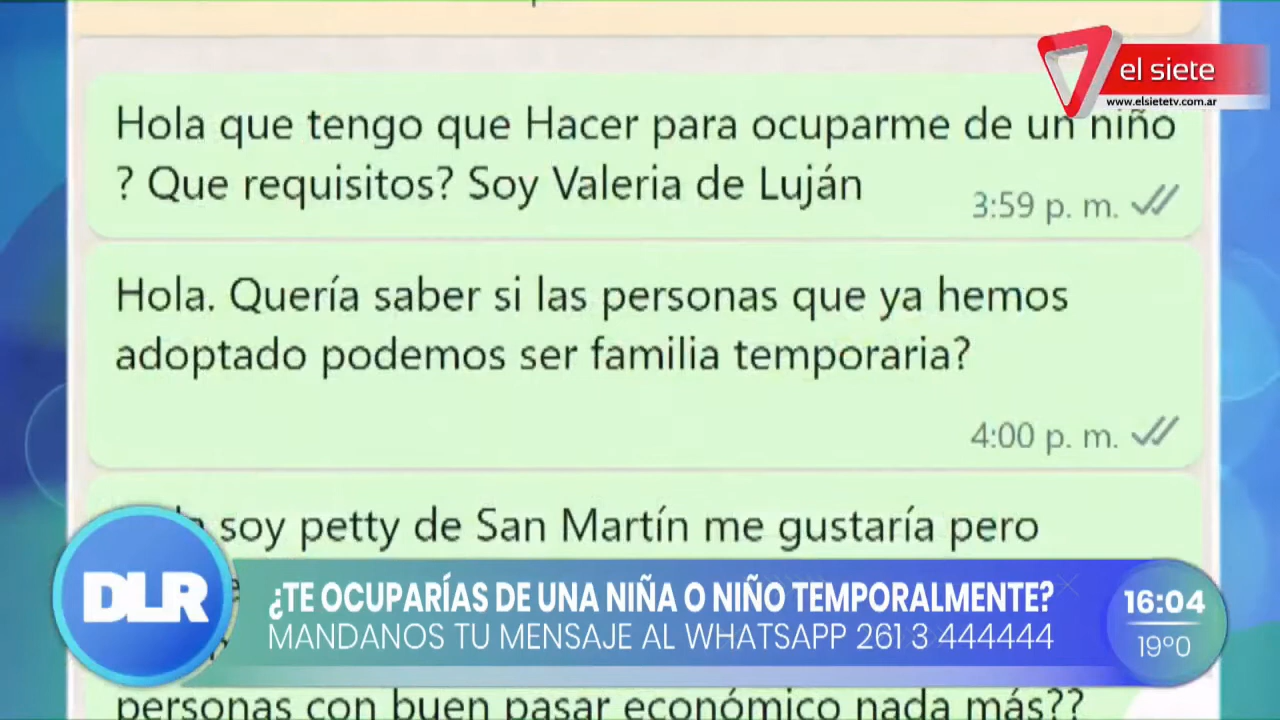 el siete
www.elsietetv.com.ar
Hola que tengo que Hacer para ocuparme de un niño
? Que requisitos? Soy Valeria de Luján
3:59 p. m.
Hola. Quería saber si las personas que ya hemos
adoptado podemos ser familia temporaria?
4:00 p. m.
soy petty de San Martín me gustaría pero
DLR
¿TE OCUPARÍAS DE UNA NIÑA O NIÑO TEMPORALMENTE?
MANDANOS TU MENSAJE AL WHATSAPP 261 3 444444
16:04
19º0
personas con buen pasar económico nada más??